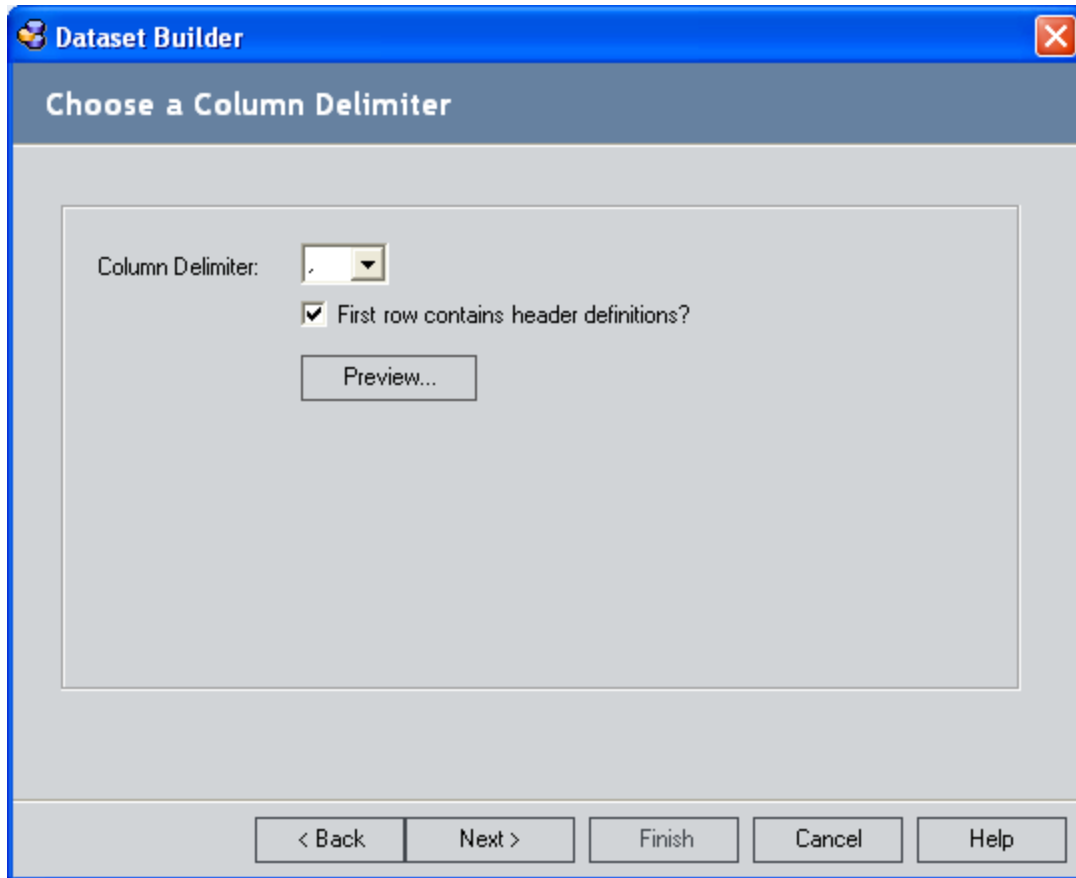 Dataset Builder
Choose a Column Delimiter
Column Delimiter: ,
First row contains header definitions?
Preview...
< Back Next > Finish Cancel Help